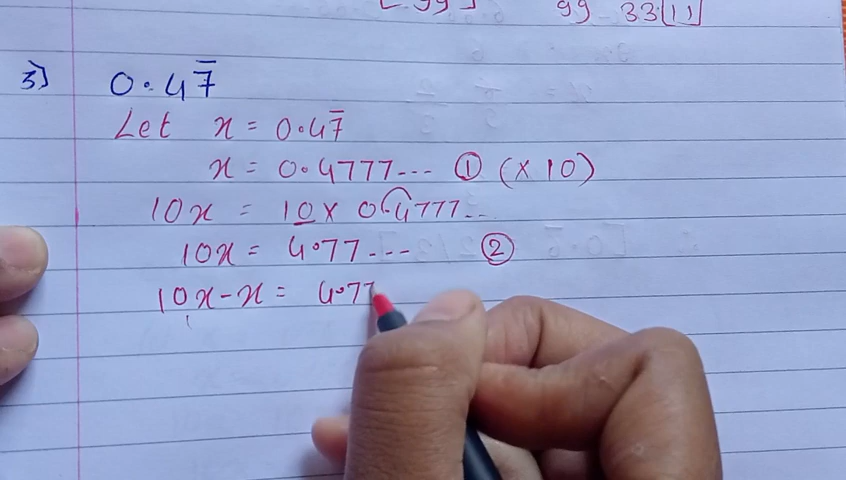 [.99] 99 33[11]
3) 0.47̅
Let x = 0.47̅
x = 0.4777... ① (×10)
10x = 10 × 0.4777..
10x = 4.77.... ②
10x - x = 4.77